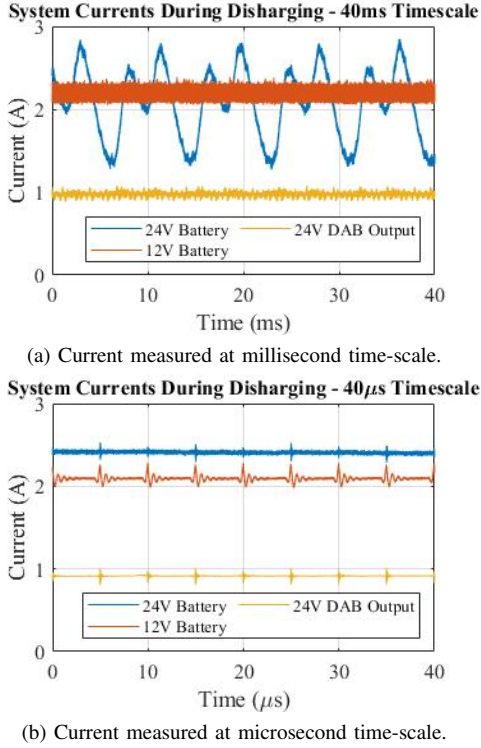 System Currents During Disharging - 40ms Timescale
3
2
1
0
Current (A)
24V Battery
24V DAB Output
12V Battery
0
10
20
30
40
Time (ms)
(a) Current measured at millisecond time-scale.
System Currents During Disharging - 40μs Timescale
3
2
1
0
Current (A)
24V Battery
24V DAB Output
12V Battery
0
10
20
30
40
Time (μs)
(b) Current measured at microsecond time-scale.